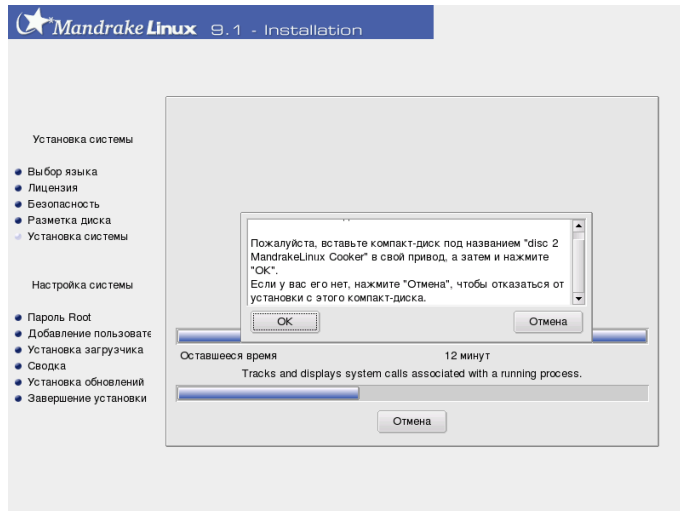 Mandrake Linux 9.1 - Installation
Установка системы
Выбор языка
Лицензия
Безопасность
Разметка диска
Установка системы
Настройка системы
Пароль Root
Добавление пользовате
Установка загрузчика
Сводка
Установка обновлений
Завершение установки
Пожалуйста, вставьте компакт-диск под названием "disc 2
MandrakeLinux Cooker" в свой привод, а затем и нажмите
"OK".
Если у вас его нет, нажмите "Отмена", чтобы отказаться от
установки с этого компакт-диска.
OK
Отмена
Оставшееся время 12 минут
Tracks and displays system calls associated with a running process.
Отмена